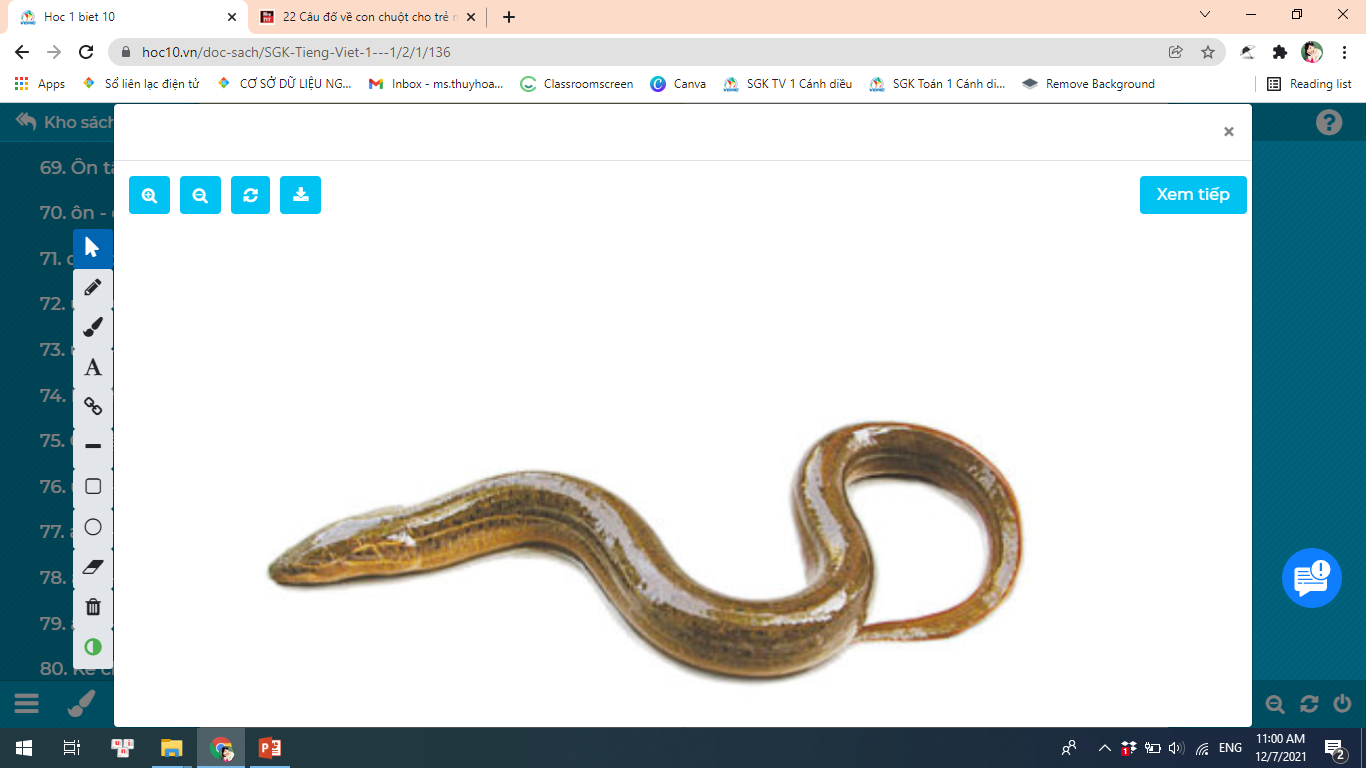 Hoc 1 biet 10
22 Câu đố về con chuột cho trẻ
hoc10.vn/doc-sach/SGK-Tieng-Viet-1---1/2/1/136
Apps
Sổ liên lạc điện tử
CƠ SỞ DỮ LIỆU NG...
Inbox - ms.thuyhoa...
Classroomscreen
Canva
SGK TV 1 Cánh diều
SGK Toán 1 Cánh di...
Remove Background
Reading list
Kho sách
69. Ôn
70. ôn -
71.
72.
73.
74.
75.
76.
77.
78.
79.
80.
A
Xem tiếp
ENG
11:00 AM
12/7/2021
2